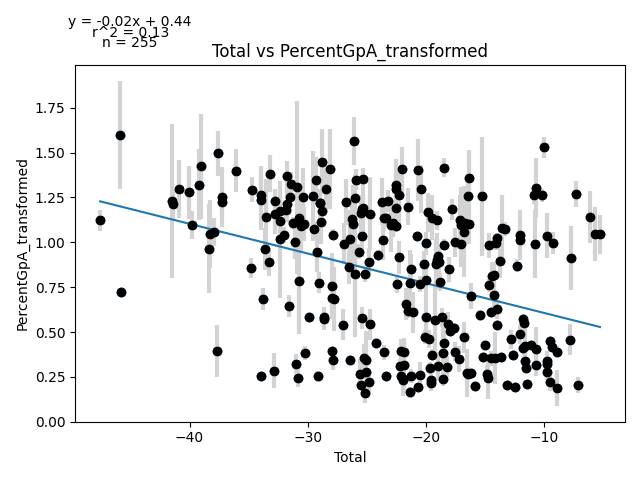 y = -0.02x + 0.44
r^2 = 0.13
n = 255
Total vs PercentGpA_transformed
PercentGpA_transformed
1.75
1.50
1.25
1.00
0.75
0.50
0.25
0.00
−40
−30
−20
−10
Total